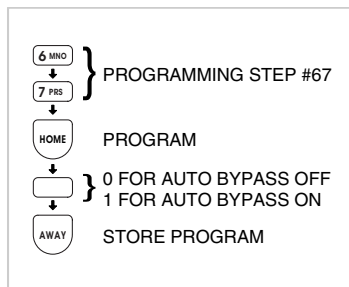 6 MNO
7 PRS
PROGRAMMING STEP #67
HOME
PROGRAM
0 FOR AUTO BYPASS OFF
1 FOR AUTO BYPASS ON
AWAY
STORE PROGRAM